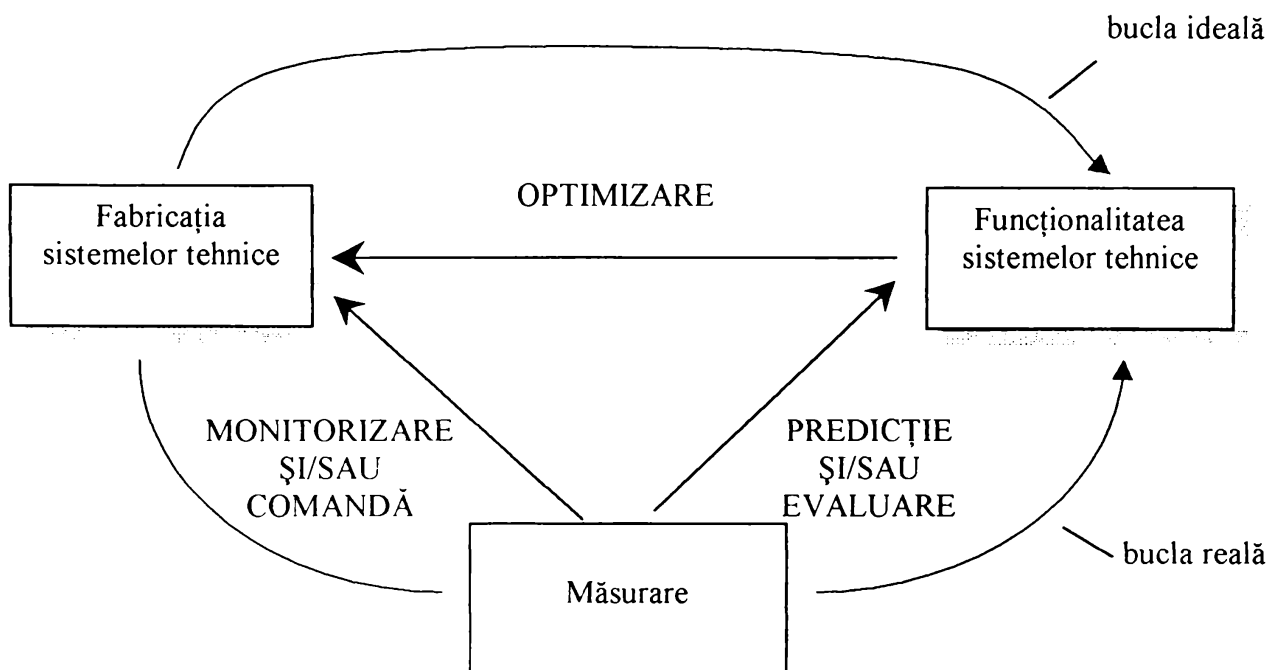 bucla ideală
OPTIMIZARE
Fabricația
sistemelor tehnice
Funcționalitatea
sistemelor tehnice
MONITORIZARE
ȘI/SAU
COMANDĂ
PREDICȚIE
ȘI/SAU
EVALUARE
bucla reală
Măsurare